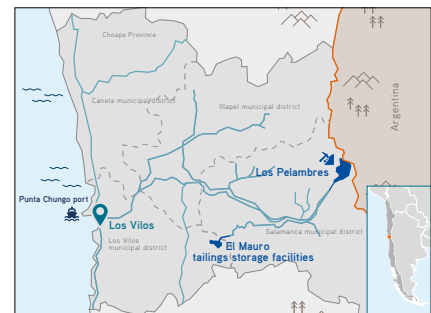 Choapa Province
Canela municipal district
Illapel municipal district
Argentina
Los Pelambres
Punta Chungo port
Los Vilos
Los Vilos
municipal district
Salamanca municipal district
El Mauro
tailings storage facilities